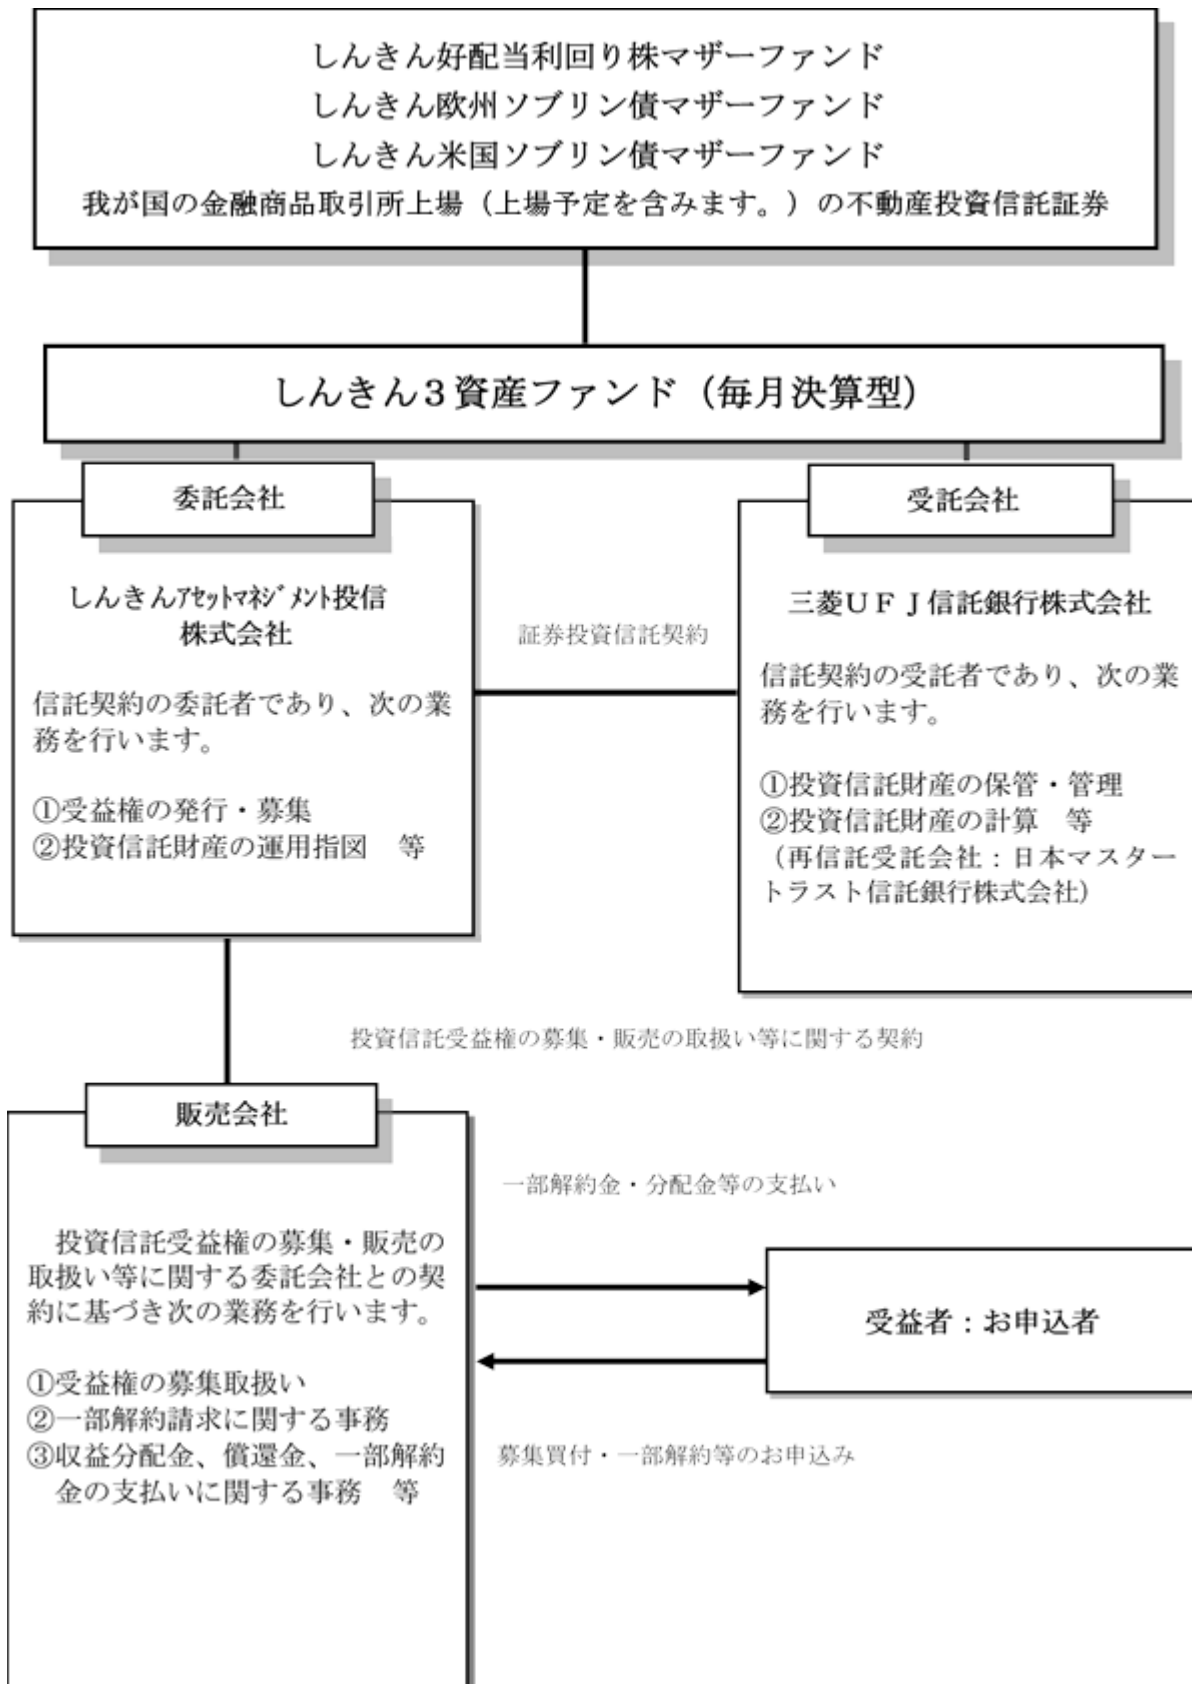 しんきん好配当利回り株マザーファンド
しんきん欧州ソブリン債マザーファンド
しんきん米国ソブリン債マザーファンド
我が国の金融商品取引所上場（上場予定を含みます。）の不動産投資信託証券
しんきん３資産ファンド（毎月決算型）
委託会社
しんきんｱｾｯﾄﾏﾈｼﾞﾒﾝﾄ投信
株式会社
信託契約の委託者であり、次の業
務を行います。
①受益権の発行・募集
②投資信託財産の運用指図　等
証券投資信託契約
受託会社
三菱ＵＦＪ信託銀行株式会社
信託契約の受託者であり、次の業
務を行います。
①投資信託財産の保管・管理
②投資信託財産の計算　等
（再信託受託会社：日本マスター
トラスト信託銀行株式会社）
投資信託受益権の募集・販売の取扱い等に関する契約
販売会社
投資信託受益権の募集・販売の
取扱い等に関する委託会社との契
約に基づき次の業務を行います。
①受益権の募集取扱い
②一部解約請求に関する事務
③収益分配金、償還金、一部解約
金の支払いに関する事務　等
一部解約金・分配金等の支払い
受益者：お申込者
募集買付・一部解約等のお申込み